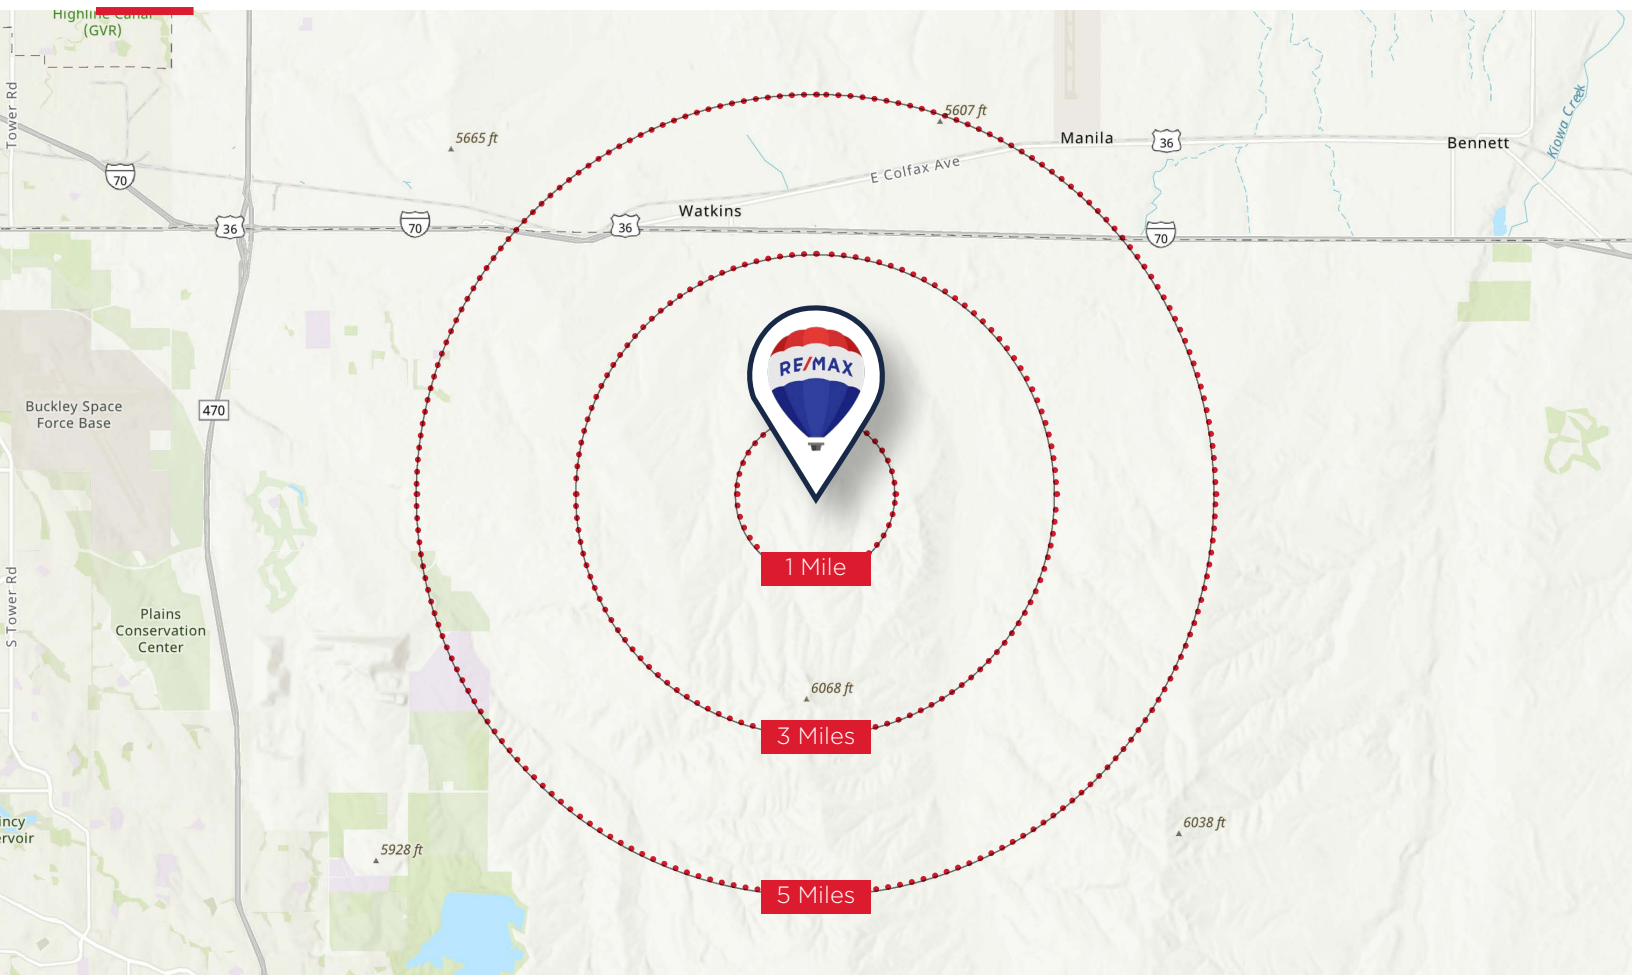 Highline Canal
(GVR)
Tower Rd
5607 ft
5665 ft
Manila
36
Bennett
Kiowa Creek
70
E Colfax Ave
Watkins
36
70
36
70
RE/MAX
Buckley Space
Force Base
470
1 Mile
S Tower Rd
Plains
Conservation
Center
6068 ft
3 Miles
6038 ft
5928 ft
5 Miles